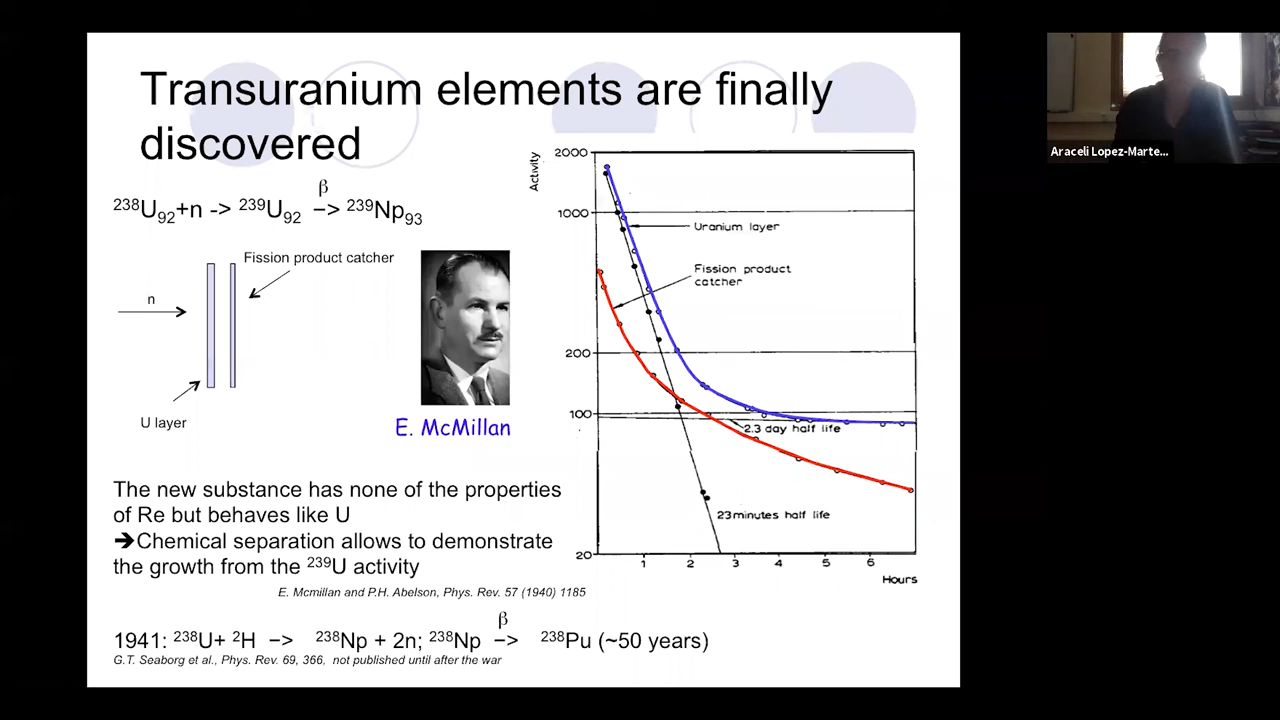 Transuranium elements are finally
discovered
β
²³⁸U₉₂+n -> ²³⁹U₉₂ –> ²³⁹Np₉₃
Fission product catcher
n
U layer
E. McMillan
The new substance has none of the properties
of Re but behaves like U
➔Chemical separation allows to demonstrate
the growth from the ²³⁹U activity
E. Mcmillan and P.H. Abelson, Phys. Rev. 57 (1940) 1185
β
1941: ²³⁸U+ ²H –> ²³⁸Np + 2n; ²³⁸Np –> ²³⁸Pu (~50 years)
G.T. Seaborg et al., Phys. Rev. 69, 366, not published until after the war
Activity
2000
1000
200
100
20
Uranium layer
Fission product
catcher
2.3 day half life
23 minutes half life
1 2 3 4 5 6
Hours
Araceli Lopez-Marte...